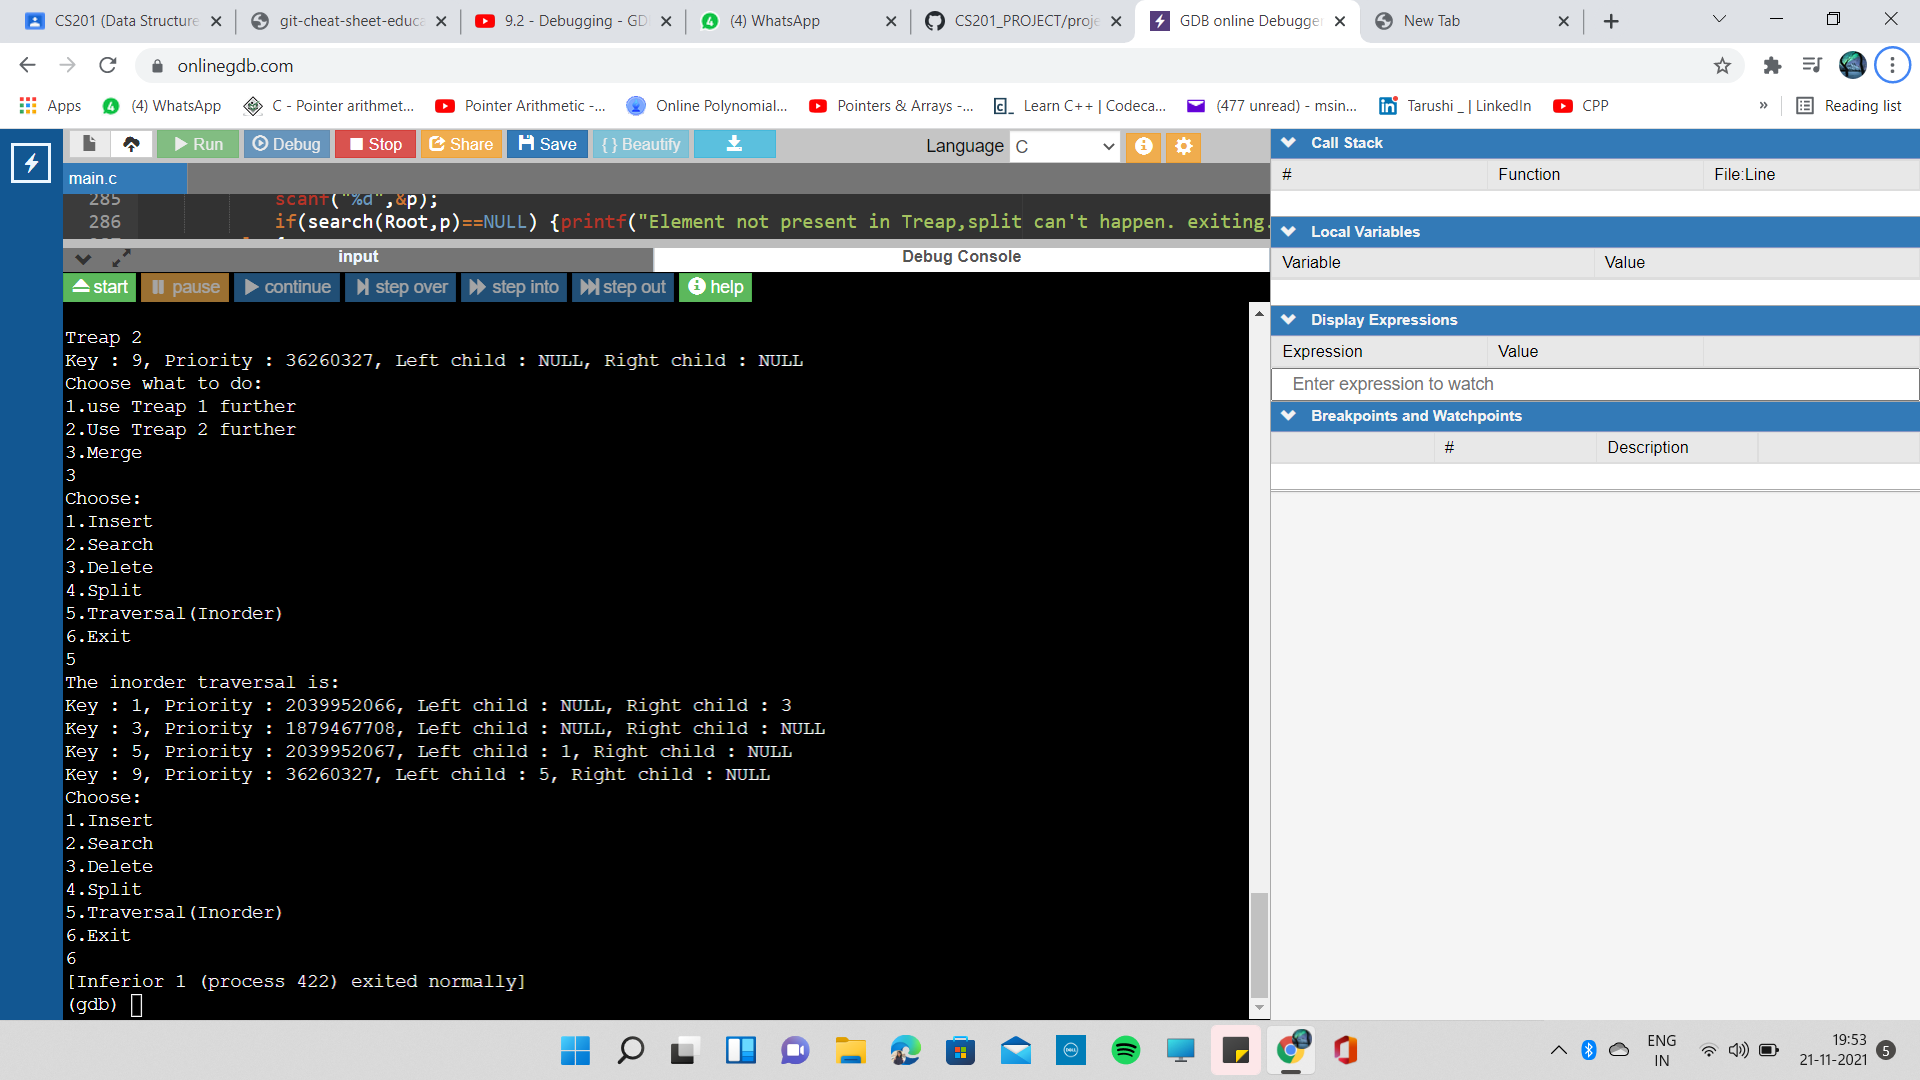 CS201 (Data Structure
git-cheat-sheet-educa
9.2 - Debugging - GD
(4) WhatsApp
CS201_PROJECT/proje
GDB online Debugger
New Tab
onlinegdb.com
Apps
(4) WhatsApp
C - Pointer arithmet...
Pointer Arithmetic -...
Online Polynomial...
Pointers & Arrays -...
Learn C++ | Codeca...
(477 unread) - msin...
Tarushi _ | LinkedIn
CPP
»
Reading list
Run
Debug
Stop
Share
Save
{ } Beautify
Language C
main.c
285 scanf("%d",&p);
286 if(search(Root,p)==NULL) {printf("Element not present in Treap,split can't happen. exiting.
input
Debug Console
start
pause
continue
step over
step into
step out
help
Treap 2
Key : 9, Priority : 36260327, Left child : NULL, Right child : NULL
Choose what to do:
1.use Treap 1 further
2.Use Treap 2 further
3.Merge
3
Choose:
1.Insert
2.Search
3.Delete
4.Split
5.Traversal(Inorder)
6.Exit
5
The inorder traversal is:
Key : 1, Priority : 2039952066, Left child : NULL, Right child : 3
Key : 3, Priority : 1879467708, Left child : NULL, Right child : NULL
Key : 5, Priority : 2039952067, Left child : 1, Right child : NULL
Key : 9, Priority : 36260327, Left child : 5, Right child : NULL
Choose:
1.Insert
2.Search
3.Delete
4.Split
5.Traversal(Inorder)
6.Exit
6
[Inferior 1 (process 422) exited normally]
(gdb)
Call Stack
# Function File:Line
Local Variables
Variable Value
Display Expressions
Expression Value
Enter expression to watch
Breakpoints and Watchpoints
# Description
ENG
IN
19:53
21-11-2021
5